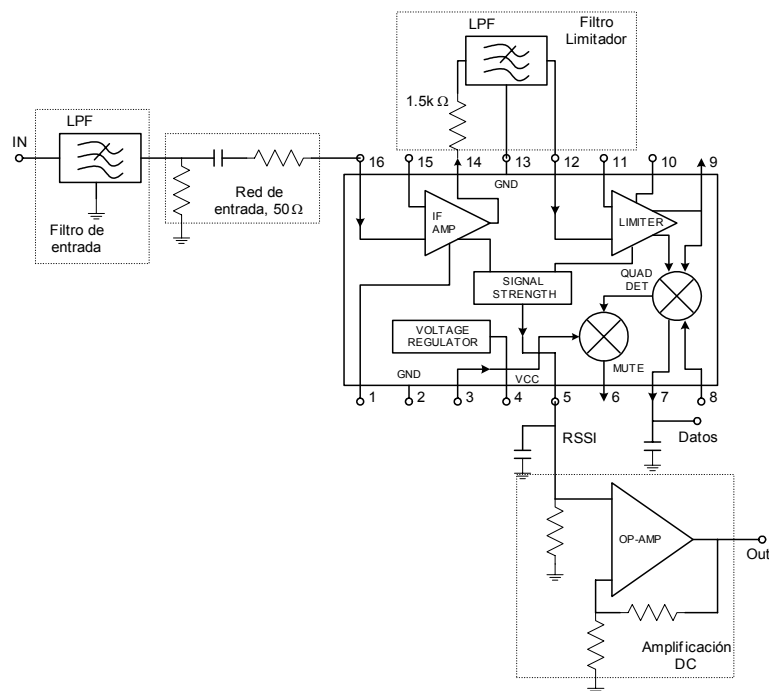 LPF
Filtro
Limitador
1.5k Ω
IN
LPF
Filtro de
entrada
Red de
entrada, 50Ω
16
15
14
13
12
11
10
9
GND
IF
AMP
LIMITER
SIGNAL
STRENGTH
QUAD
DET
VOLTAGE
REGULATOR
MUTE
GND
VCC
1
2
3
4
5
6
7
8
RSSI
Datos
OP-AMP
Out
Amplificación
DC